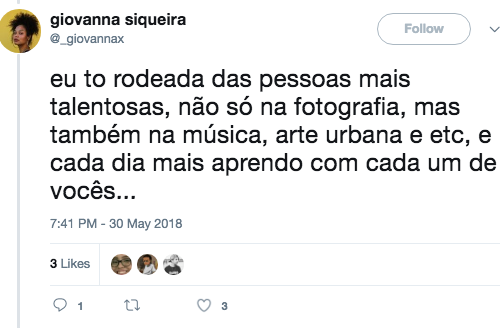 giovanna siqueira
@_giovannax
Follow
eu to rodeada das pessoas mais
talentosas, não só na fotografia, mas
também na música, arte urbana e etc, e
cada dia mais aprendo com cada um de
vocês...
7:41 PM - 30 May 2018
3 Likes
1
3